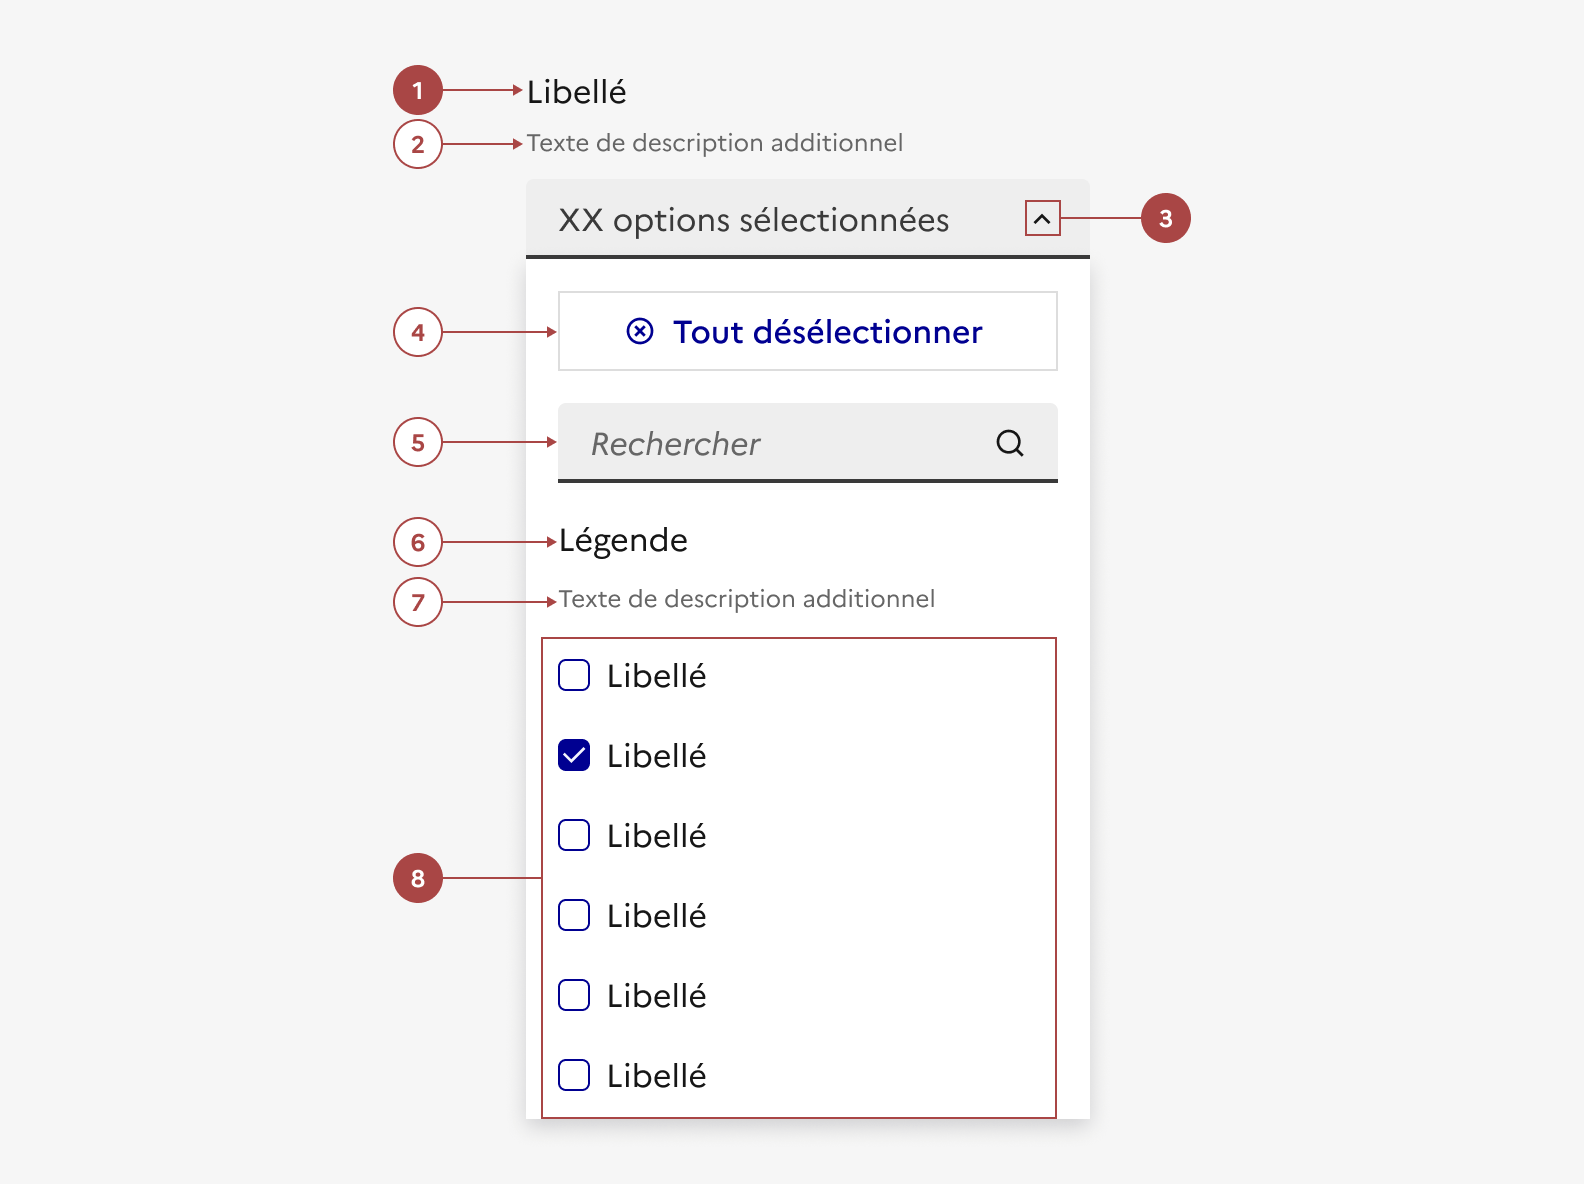 1 Libellé
2 Texte de description additionnel
XX options sélectionnées 3
4 Tout désélectionner
5 Rechercher
6 Légende
7 Texte de description additionnel
Libellé
Libellé
Libellé
8
Libellé
Libellé
Libellé